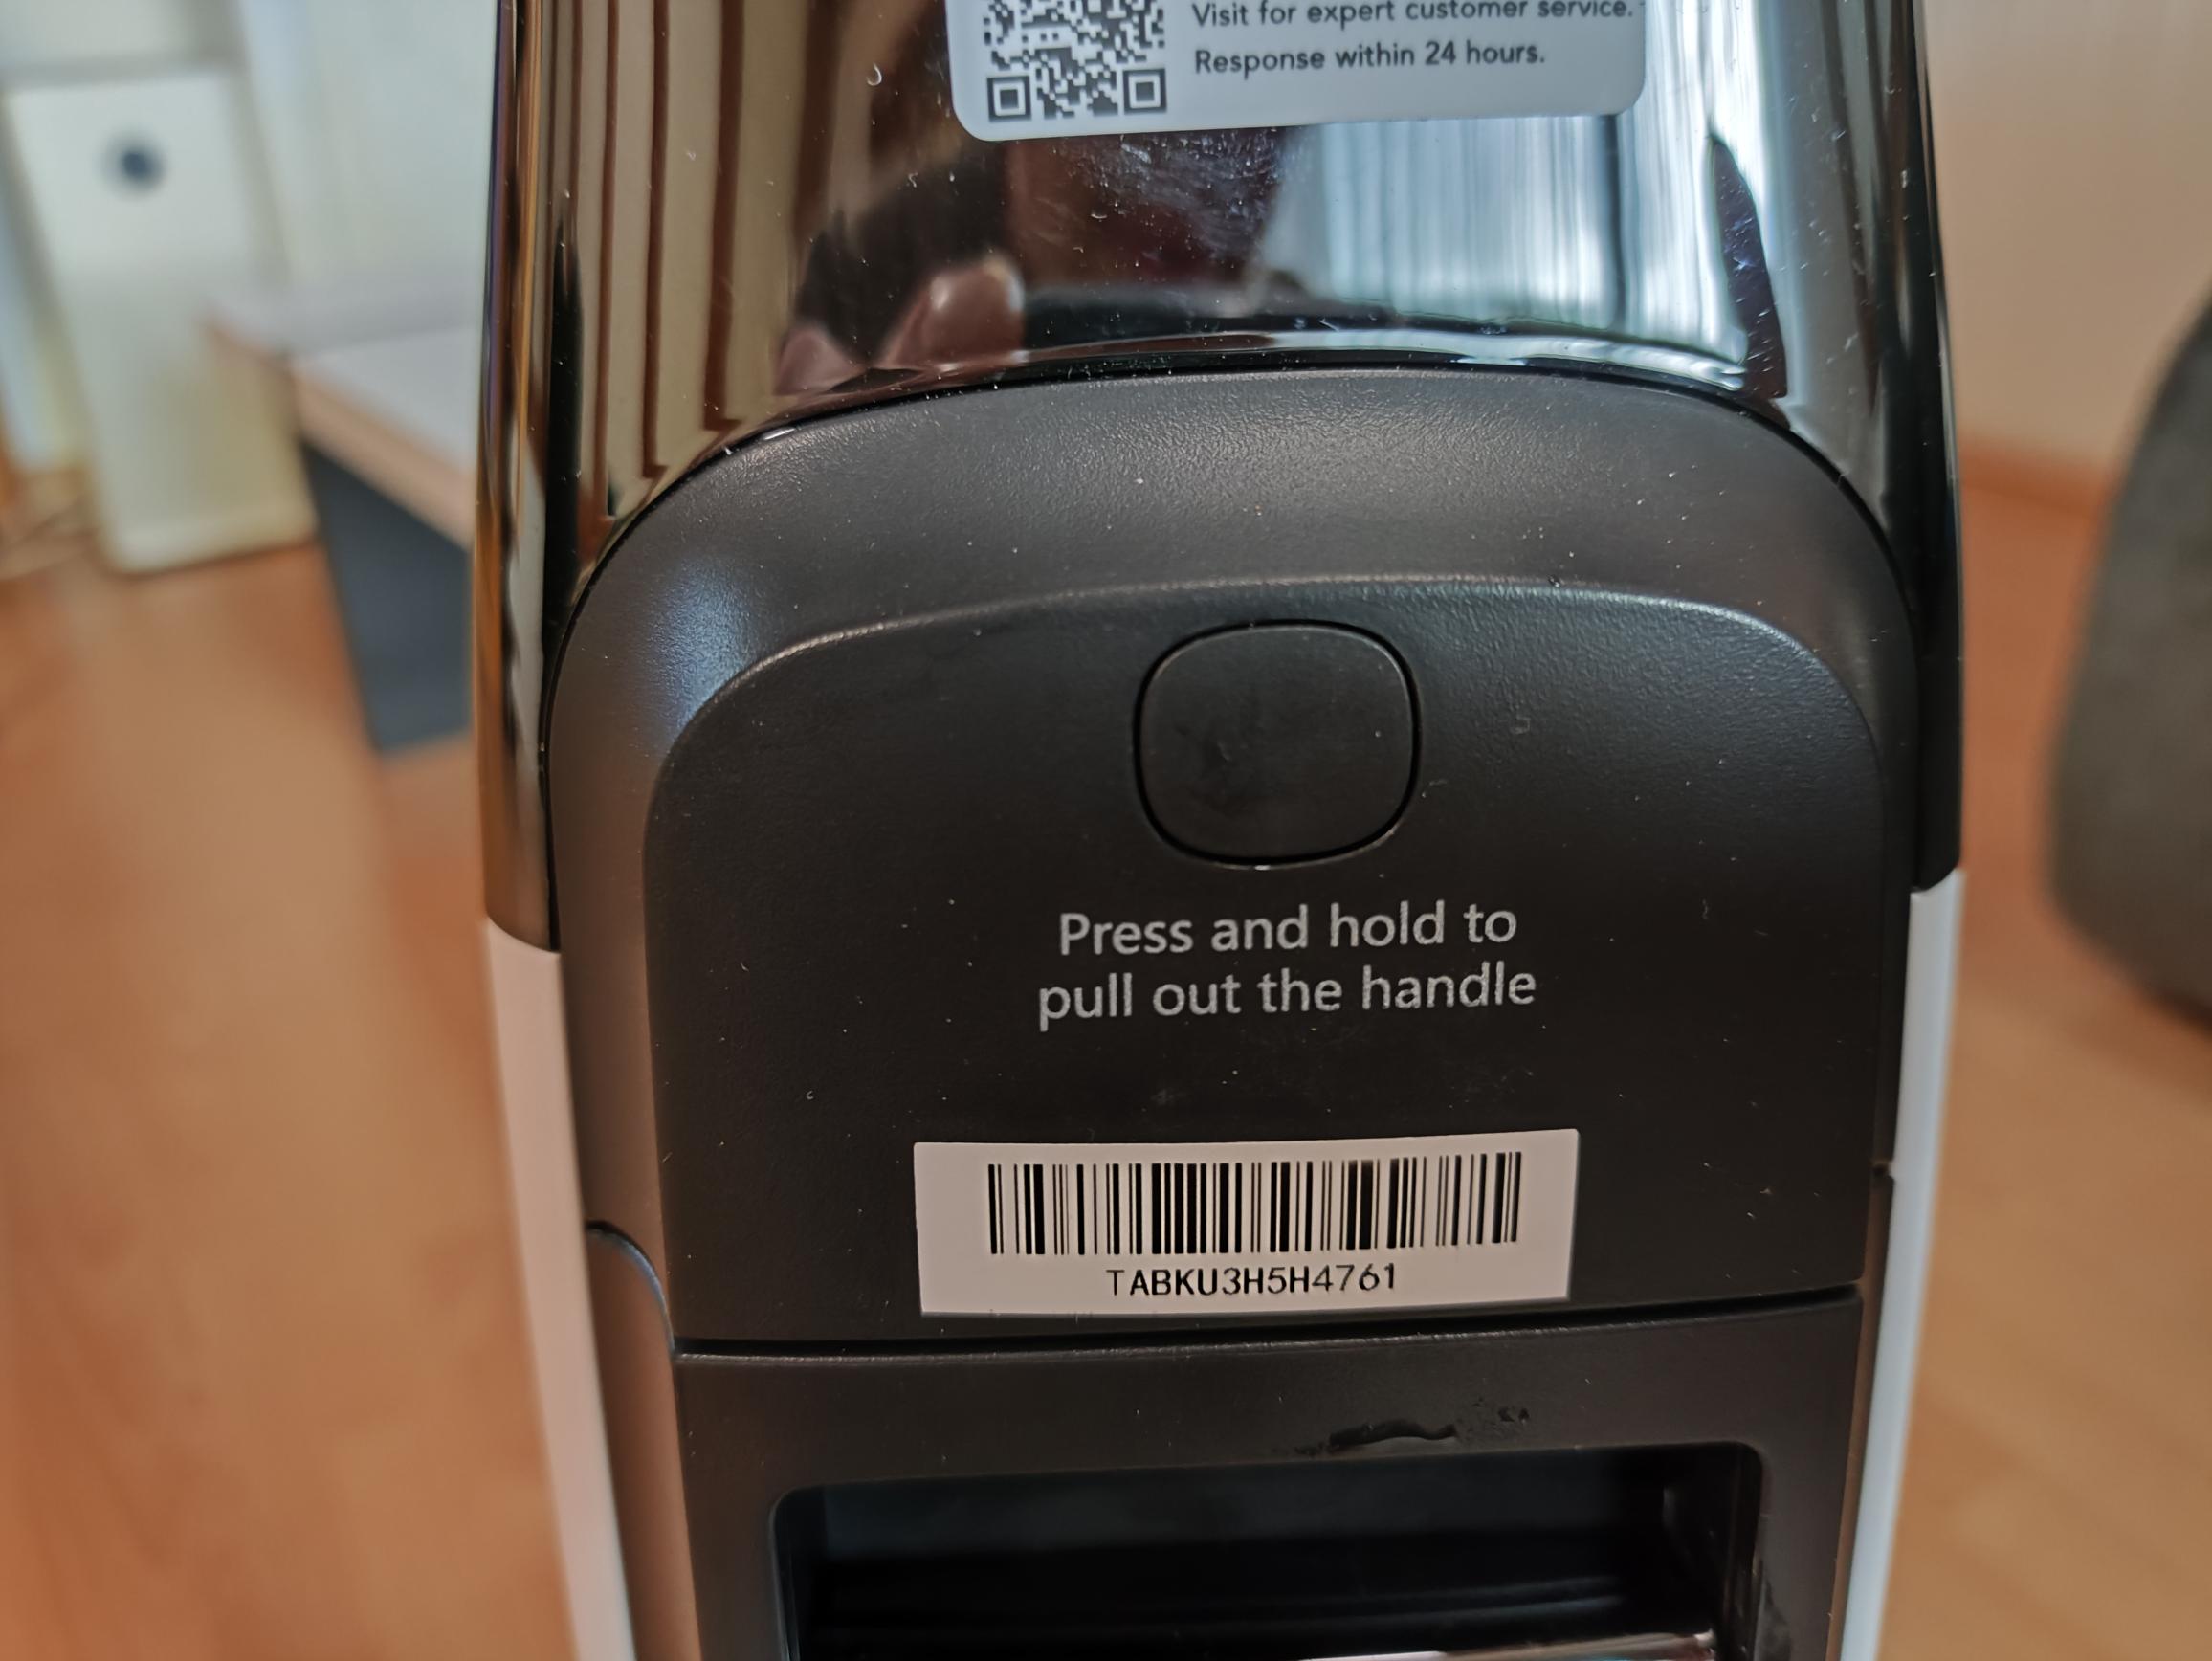 Visit for expert customer service.
Response within 24 hours.
Press and hold to
pull out the handle
TABKU3H5H4761